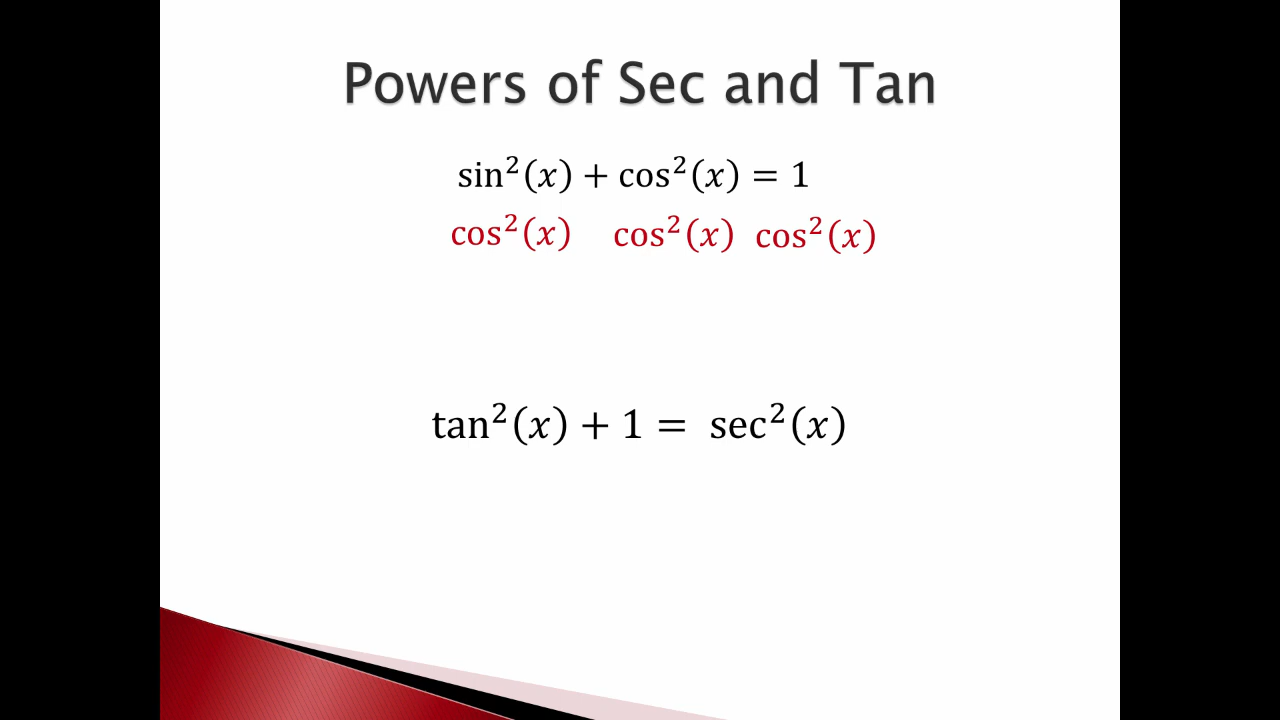 Powers of Sec and Tan
sin²(x) + cos²(x) = 1
cos²(x) cos²(x) cos²(x)
tan²(x) + 1 = sec²(x)